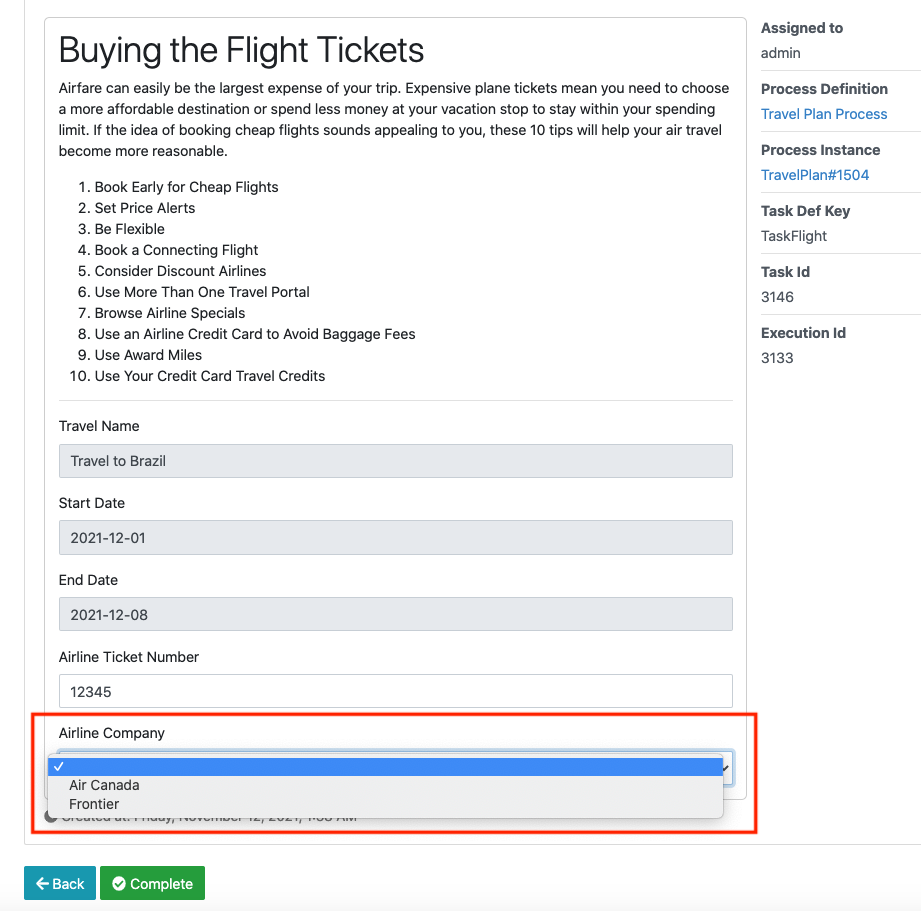 Buying the Flight Tickets
Airfare can easily be the largest expense of your trip. Expensive plane tickets mean you need to choose
a more affordable destination or spend less money at your vacation stop to stay within your spending
limit. If the idea of booking cheap flights sounds appealing to you, these 10 tips will help your air travel
become more reasonable.
1. Book Early for Cheap Flights
2. Set Price Alerts
3. Be Flexible
4. Book a Connecting Flight
5. Consider Discount Airlines
6. Use More Than One Travel Portal
7. Browse Airline Specials
8. Use an Airline Credit Card to Avoid Baggage Fees
9. Use Award Miles
10. Use Your Credit Card Travel Credits
Travel Name
Travel to Brazil
Start Date
2021-12-01
End Date
2021-12-08
Airline Ticket Number
12345
Airline Company
Air Canada
Frontier
Created at: Friday, November 12, 2021, AM
Back
Complete
Assigned to
admin
Process Definition
Travel Plan Process
Process Instance
TravelPlan#1504
Task Def Key
TaskFlight
Task Id
3146
Execution Id
3133